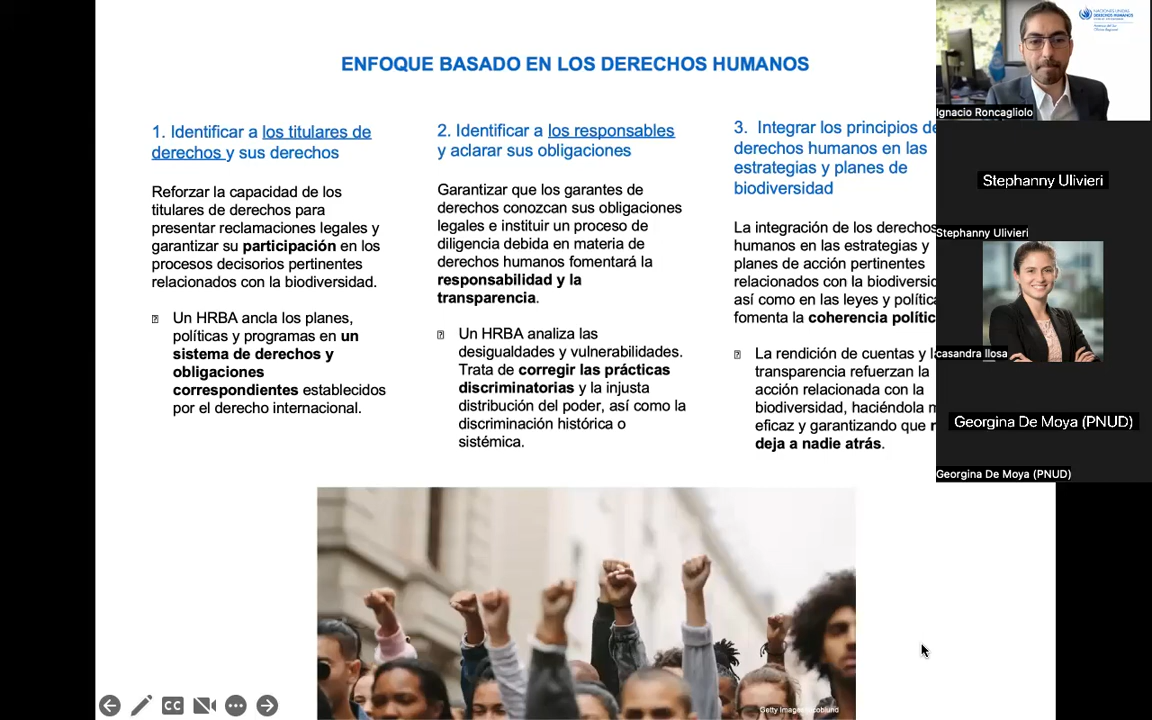 ENFOQUE BASADO EN LOS DERECHOS HUMANOS
1. Identificar a los titulares de
derechos y sus derechos
Reforzar la capacidad de los
titulares de derechos para
presentar reclamaciones legales y
garantizar su participación en los
procesos decisorios pertinentes
relacionados con la biodiversidad.
Un HRBA ancla los planes,
políticas y programas en un
sistema de derechos y
obligaciones
correspondientes establecidos
por el derecho internacional.
2. Identificar a los responsables
y aclarar sus obligaciones
Garantizar que los garantes de
derechos conozcan sus obligaciones
legales e instituir un proceso de
diligencia debida en materia de
derechos humanos fomentará la
responsabilidad y la
transparencia.
Un HRBA analiza las
desigualdades y vulnerabilidades.
Trata de corregir las prácticas
discriminatorias y la injusta
distribución del poder, así como la
discriminación histórica o
sistémica.
3. Integrar los principios de
derechos humanos en las
estrategias y planes de
biodiversidad
La integración de los derechos
humanos en las estrategias y
planes de acción pertinentes
relacionados con la
así como en las leyes y
fomenta la coherencia
La rendición de cuentas y
transparencia refuerzan la
acción relacionada con la
biodiversidad, haciéndola
eficaz y garantizando que
deja a nadie atrás.
NACIONES UNIDAS
DERECHOS HUMANOS
Ignacio Roncagliolo
Stephanny Ulivieri
Stephanny Ulivieri
casandra llosa
Georgina De Moya (PNUD)
Georgina De Moya (PNUD)
CC